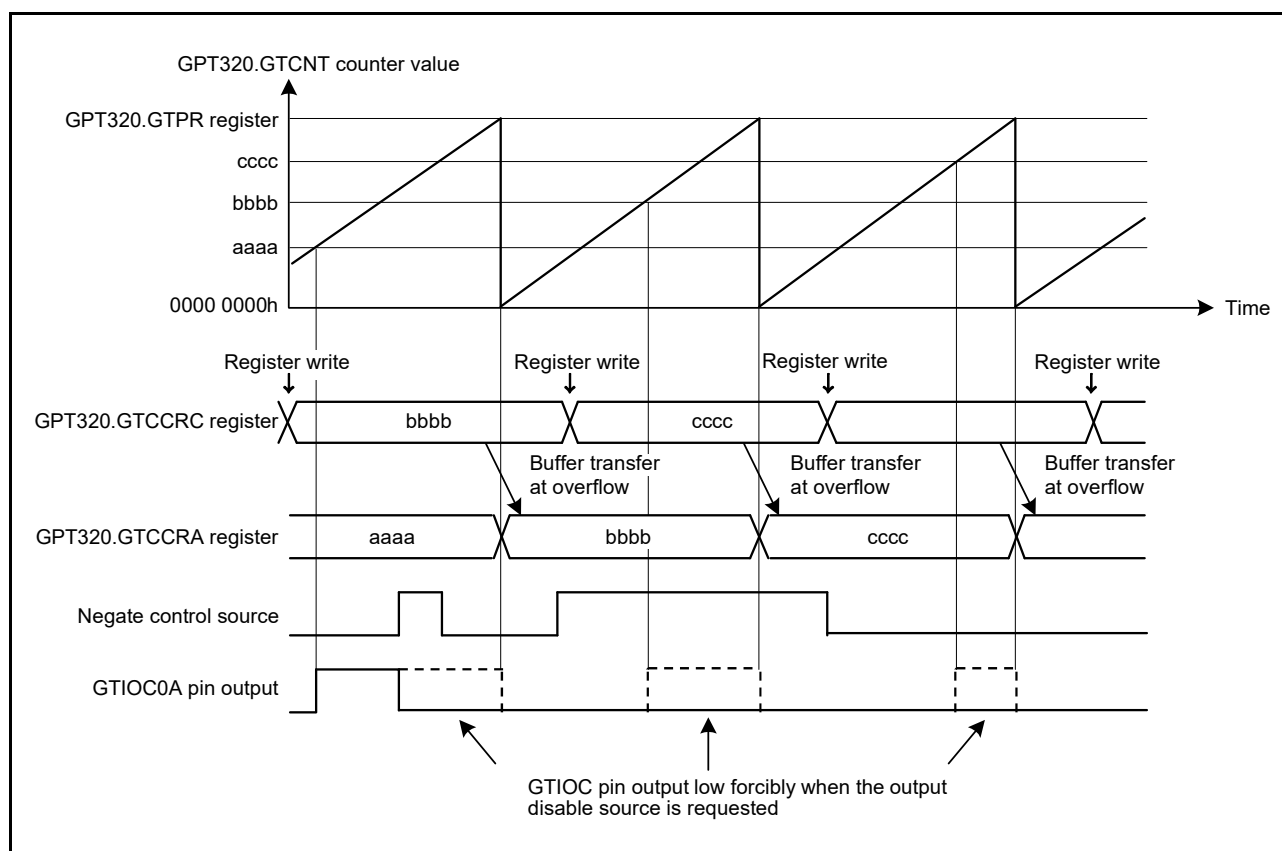 GPT320.GTCNT counter value
GPT320.GTPR register
cccc
bbbb
aaaa
0000 0000h
Time
Register write
Register write
Register write
Register write
GPT320.GTCCRC register
bbbb
cccc
Buffer transfer
at overflow
Buffer transfer
at overflow
Buffer transfer
at overflow
GPT320.GTCCRA register
aaaa
bbbb
cccc
Negate control source
GTIOC0A pin output
GTIOC pin output low forcibly when the output
disable source is requested